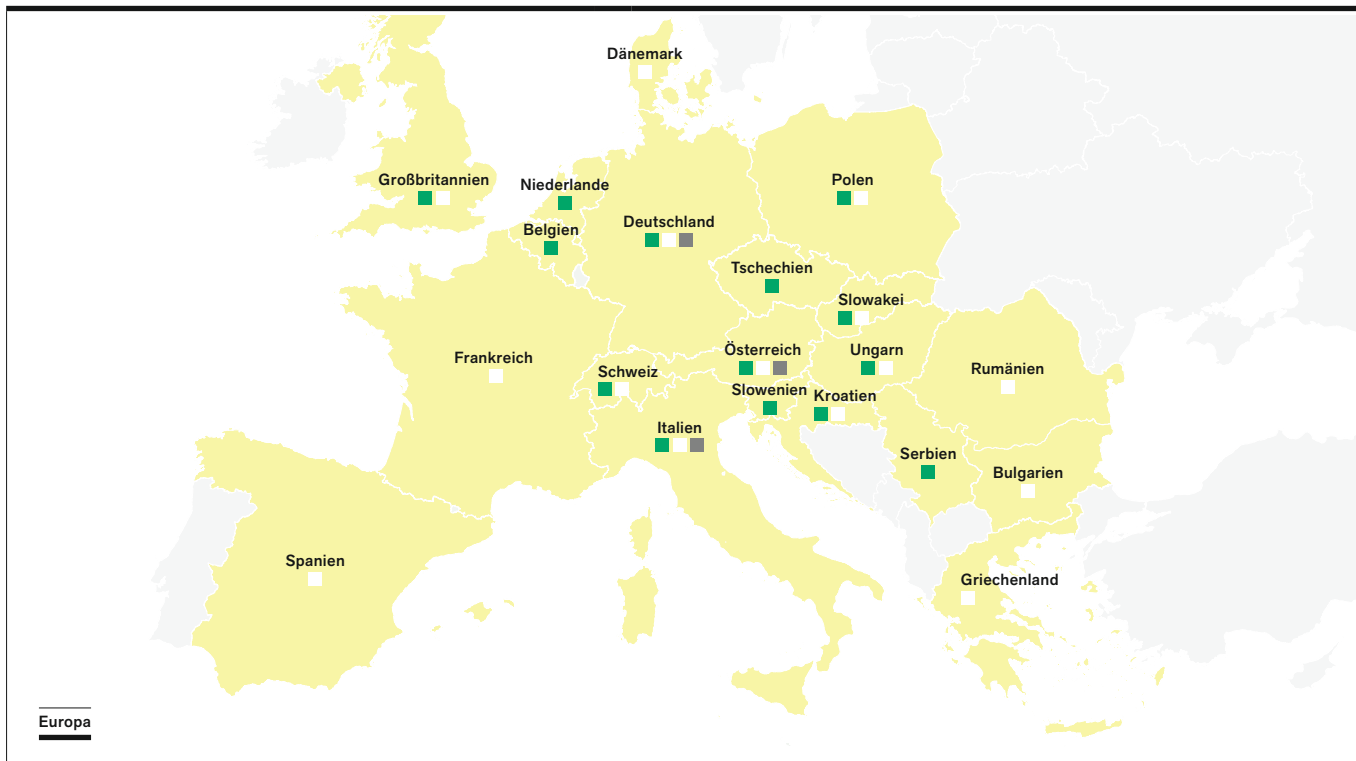 Dänemark
Großbritannien
Niederlande
Polen
Deutschland
Belgien
Tschechien
Slowakei
Frankreich
Schweiz
Österreich
Ungarn
Rumänien
Slowenien
Kroatien
Italien
Serbien
Bulgarien
Spanien
Griechenland
Europa